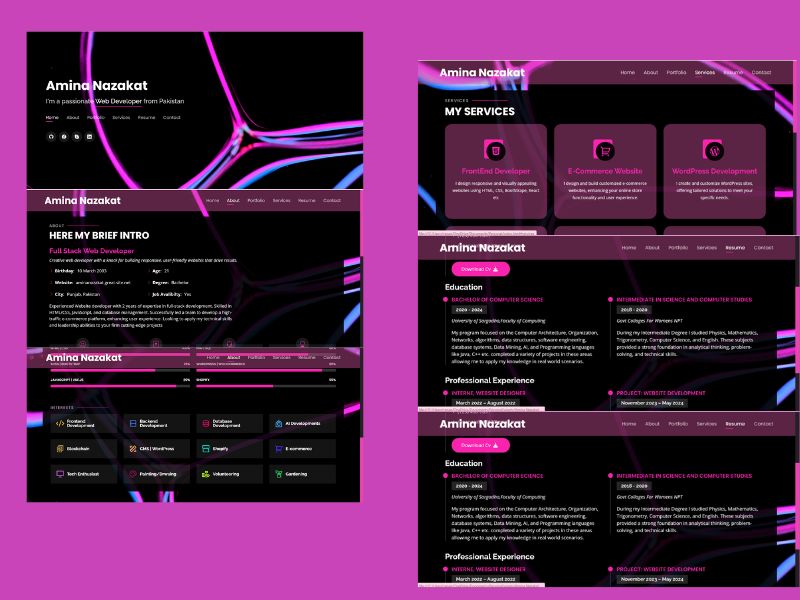 Amina Nazakat
I'm a passionate Web Developer from Pakistan
Home About Portfolio Services Resume Contact
Amina Nazakat
Home About Portfolio Services Resume Contact
ABOUT
HERE MY BRIEF INTRO
Full Stack Web Developer
Creative web developer with a knack for building responsive, user-friendly websites that drive results.
Birthday: 10 March 2003 Age: 21
Website: aminanazakat.great-site.net Degree: Bachelor
City: Punjab, Pakistan Job Availibity: Yes
Experienced Website developer with 2 years of expertise in full-stack development. Skilled in
HTML/CSS, JavaScript, and database management. Successfully led a team to develop a high-
traffic e-commerce platform, enhancing user experience. Looking to apply my technical skills
and leadership abilities to your firm cutting-edge projects
Amina Nazakat
Home About Portfolio Services Resume Contact
SHOPIFY
INTERESTS
Frontend Development
Backend Development
Database Development
AI Developments
Blockchain
CMS | WordPress
Shopify
E-commerce
Tech Enthusiast
Volunteering
Gardening
Amina Nazakat
Home About Portfolio Services Resume Contact
SERVICES
MY SERVICES
FrontEnd Developer
I design responsive and visually appealing
websites using HTML, CSS, BootStrape, React
etc
E-Commerce Website
I design and build customized e-commerce
websites, enhancing your online store
functionality and user experience.
WordPress Development
I create and customize WordPress sites,
offering tailored solutions to meet your
specific needs.
Amina Nazakat
Home About Portfolio Services Resume Contact
Download Cv
Education
BACHELOR OF COMPUTER SCIENCE
2020 - 2024
University of Sargodha,Faculty of Computing
My program focused on the Computer Architecture, Organization,
Networks, algorithms, data structures, software engineering,
database systems, Data Mining, AI, and Programming languages
like Java, C++ etc. completed a variety of projects in these areas
allowing me to apply my knowledge in real world scenarios.
INTERMEDIATE IN SCIENCE AND COMPUTER STUDIES
2018 - 2020
Govt Collages For Womens NPT
During my Intermediate Degree I studied Physics, Mathematics,
Trigonometry, Computer Science, and English. These subjects
provided a strong foundation in analytical thinking, problem-
solving, and technical skills.
Professional Experience
INTERNE, WEBSITE DESIGNER
March 2022 – August 2022
PROJECT: WEBSITE DEVELOPMENT
November 2023 – May 2024
Amina Nazakat
Home About Portfolio Services Resume Contact
Download Cv
Education
BACHELOR OF COMPUTER SCIENCE
2020 - 2024
University of Sargodha,Faculty of Computing
My program focused on the Computer Architecture, Organization,
Networks, algorithms, data structures, software engineering,
database systems, Data Mining, AI, and Programming languages
like Java, C++ etc. completed a variety of projects in these areas
allowing me to apply my knowledge in real world scenarios.
INTERMEDIATE IN SCIENCE AND COMPUTER STUDIES
2018 - 2020
Govt Collages For Womens NPT
During my Intermediate Degree I studied Physics, Mathematics,
Trigonometry, Computer Science, and English. These subjects
provided a strong foundation in analytical thinking, problem-
solving, and technical skills.
Professional Experience
INTERNE, WEBSITE DESIGNER
March 2022 – August 2022
PROJECT: WEBSITE DEVELOPMENT
November 2023 – May 2024